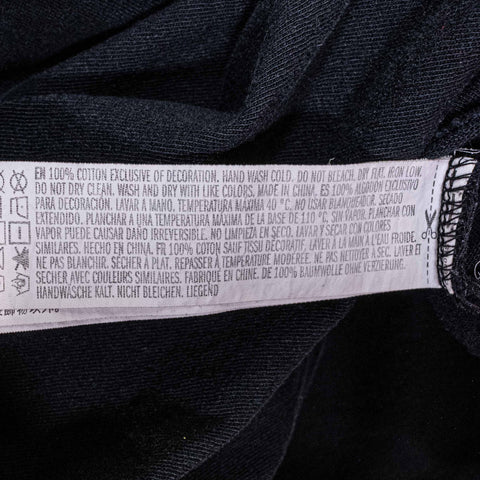 EN 100% COTTON EXCLUSIVE OF DECORATION. HAND WASH COLD. DO NOT BLEACH. DRY FLAT. IRON LOW.
DO NOT DRY CLEAN. WASH AND DRY WITH LIKE COLORS. MADE IN CHINA. ES 100% ALGODON EXCLUSIVO
PARA DECORACIÓN. LAVAR A MANO, TEMPERATURA MÁXIMA 40 °C. NO USAR BLANQUEADOR. SECADO
EXTENDIDO. PLANCHAR A UNA TEMPERATURA MÁXIMA DE LA BASE DE 110 °C, SIN VAPOR. PLANCHAR CON
VAPOR PUEDE CAUSAR DAÑO IRREVERSIBLE. NO LIMPIEZA EN SECO. LAVAR Y SECAR CON COLORES
SIMILARES. HECHO EN CHINA. FR 100% COTON SAUF TISSU DÉCORATIF. LAVER À LA MAIN À L'EAU FROIDE.
NE PAS BLANCHIR. SÉCHER À PLAT. REPASSER À TEMPÉRATURE MODÉRÉE. NE PAS NETTOYER À SEC. LAVER ET
SÉCHER AVEC COULEURS SIMILAIRES. FABRIQUÉ EN CHINE. DE 100% BAUMWOLLE OHNE VERZIERUNG.
HANDWÄSCHE KALT. NICHT BLEICHEN. LIEGEND